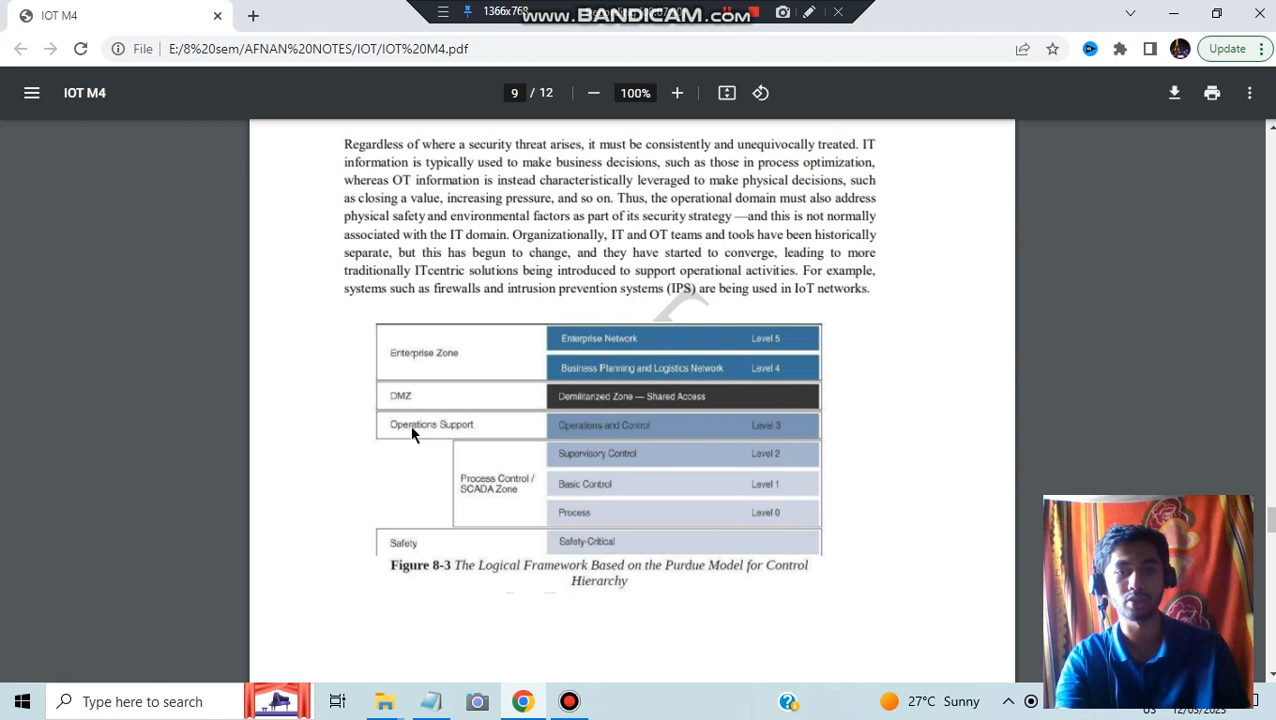 IOT M4
1366x768
www.BANDICAM.com
File
E:/8%20sem/AFNAN%20NOTES/IOT/IOT%20M4.pdf
Update
IOT M4
9 / 12
100%
Regardless of where a security threat arises, it must be consistently and unequivocally treated. IT
information is typically used to make business decisions, such as those in process optimization,
whereas OT information is instead characteristically leveraged to make physical decisions, such
as closing a value, increasing pressure, and so on. Thus, the operational domain must also address
physical safety and environmental factors as part of its security strategy —and this is not normally
associated with the IT domain. Organizationally, IT and OT teams and tools have been historically
separate, but this has begun to change, and they have started to converge, leading to more
traditionally ITcentric solutions being introduced to support operational activities. For example,
systems such as firewalls and intrusion prevention systems (IPS) are being used in IoT networks.
Enterprise Zone
Enterprise Network Level 5
Business Planning and Logistics Network Level 4
DMZ
Demilitarized Zone — Shared Access
Operations Support
Operations and Control Level 3
Process Control /
SCADA Zone
Supervisory Control Level 2
Basic Control Level 1
Process Level 0
Safety
Safety-Critical
Figure 8-3 The Logical Framework Based on the Purdue Model for Control
Hierarchy
Type here to search
27°C Sunny